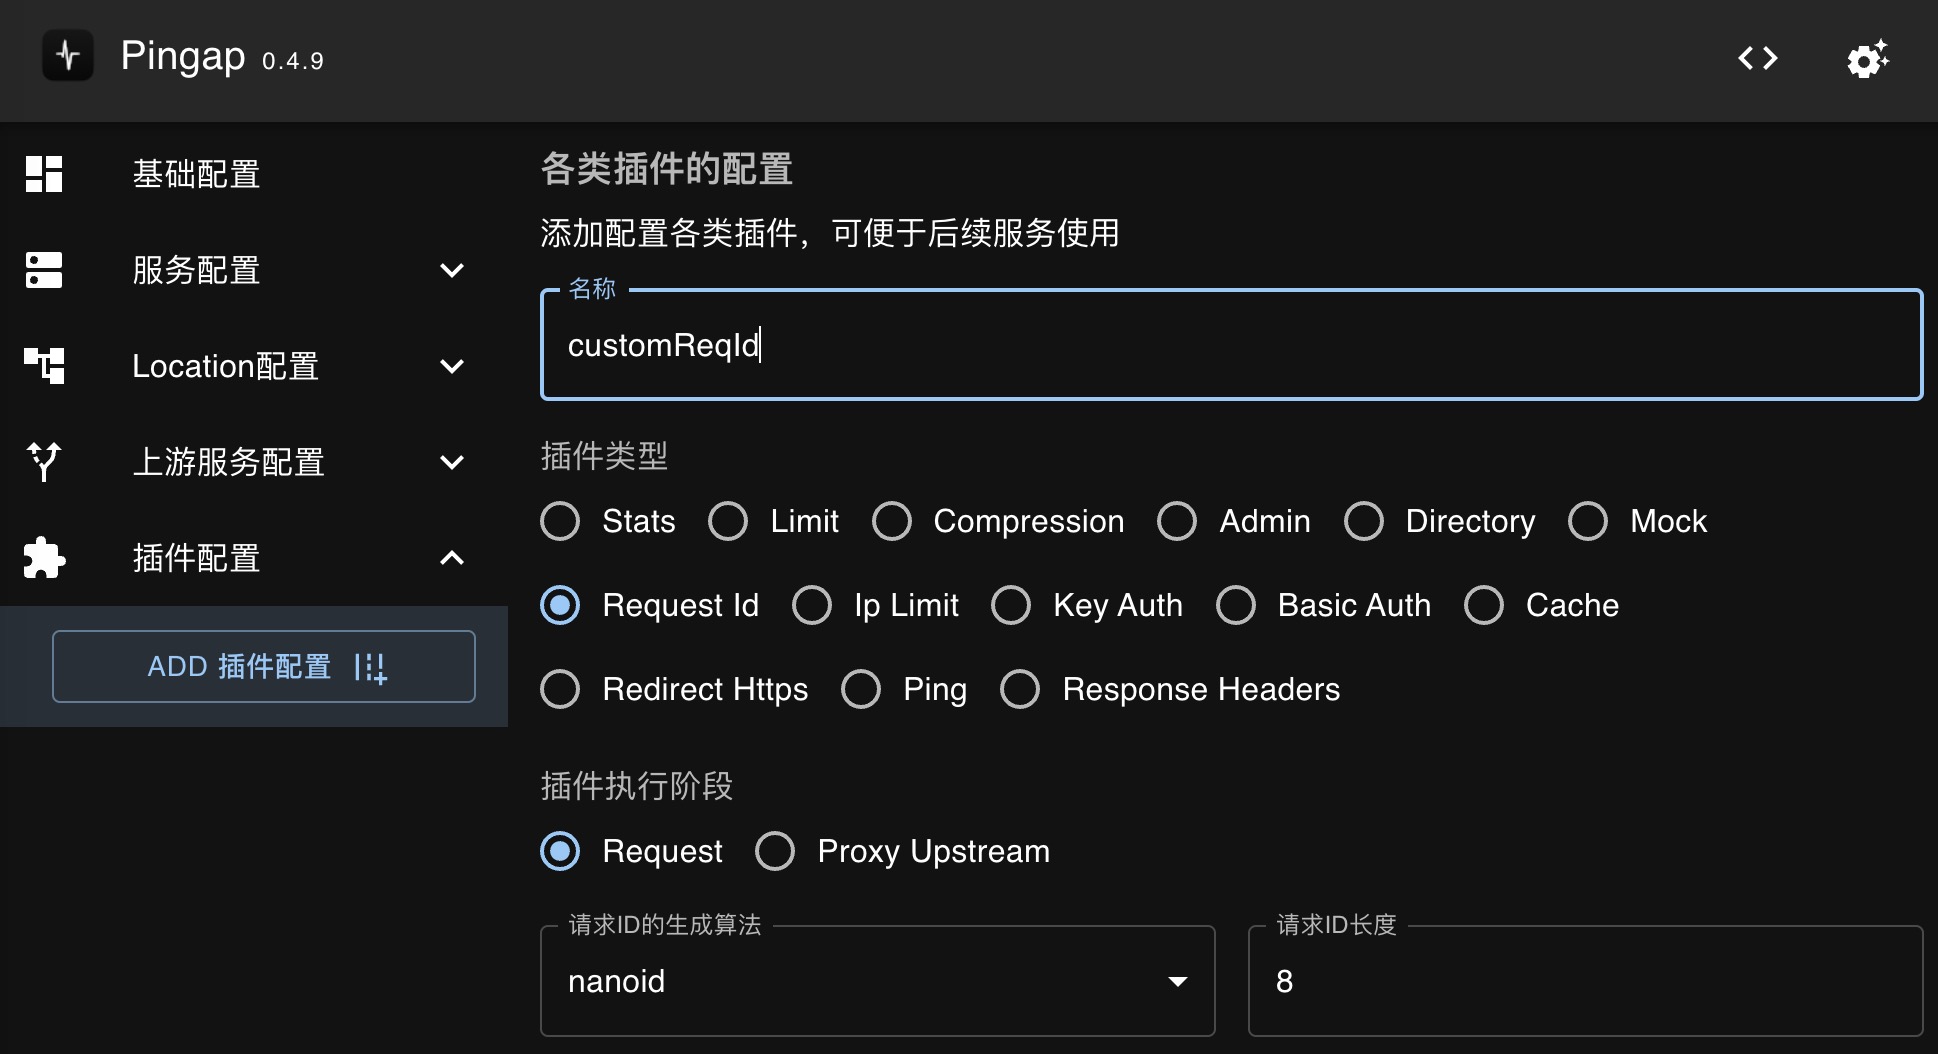 Pingap 0.4.9
基础配置
服务配置
Location配置
上游服务配置
插件配置
ADD 插件配置
各类插件的配置
添加配置各类插件，可便于后续服务使用
名称
customReqId
插件类型
Stats Limit Compression Admin Directory Mock
Request Id Ip Limit Key Auth Basic Auth Cache
Redirect Https Ping Response Headers
插件执行阶段
Request Proxy Upstream
请求ID的生成算法
nanoid
请求ID长度
8